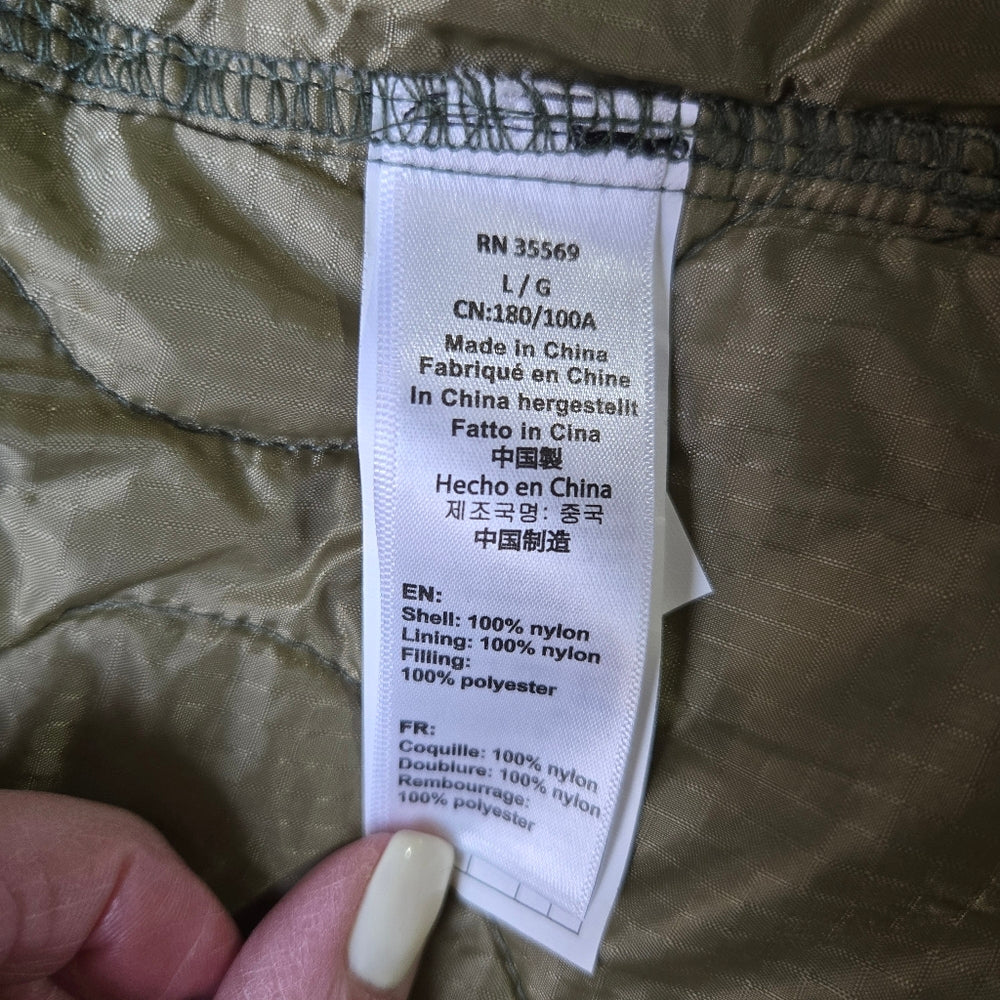 RN 35569
L / G
CN:180/100A
Made in China
Fabriqué en Chine
In China hergestellt
Fatto in Cina
中国製
Hecho en China
제조국명: 중국
中国制造
EN:
Shell: 100% nylon
Lining: 100% nylon
Filling:
100% polyester
FR:
Coquille: 100% nylon
Doublure: 100% nylon
Rembourrage:
100% polyester